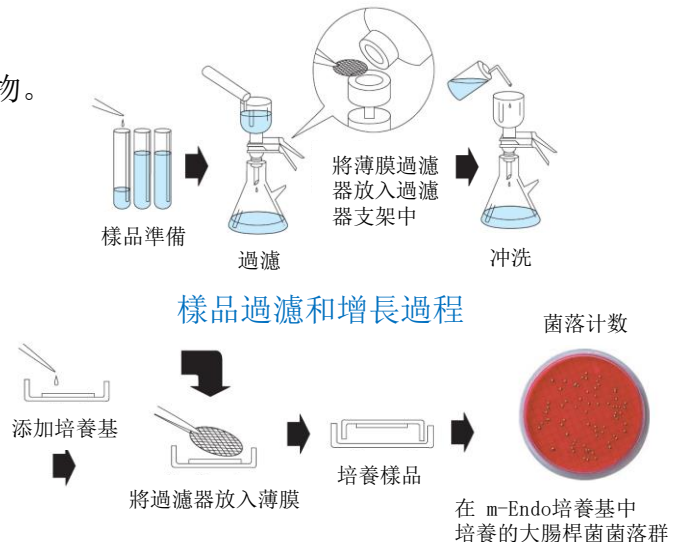 物。
樣品準備
過濾
將薄膜過濾
器放入過濾
器支架中
冲洗
樣品過濾和增長過程
菌落计数
添加培養基
將過濾器放入薄膜
培養樣品
在 m-Endo培養基中
培養的大腸桿菌菌落群